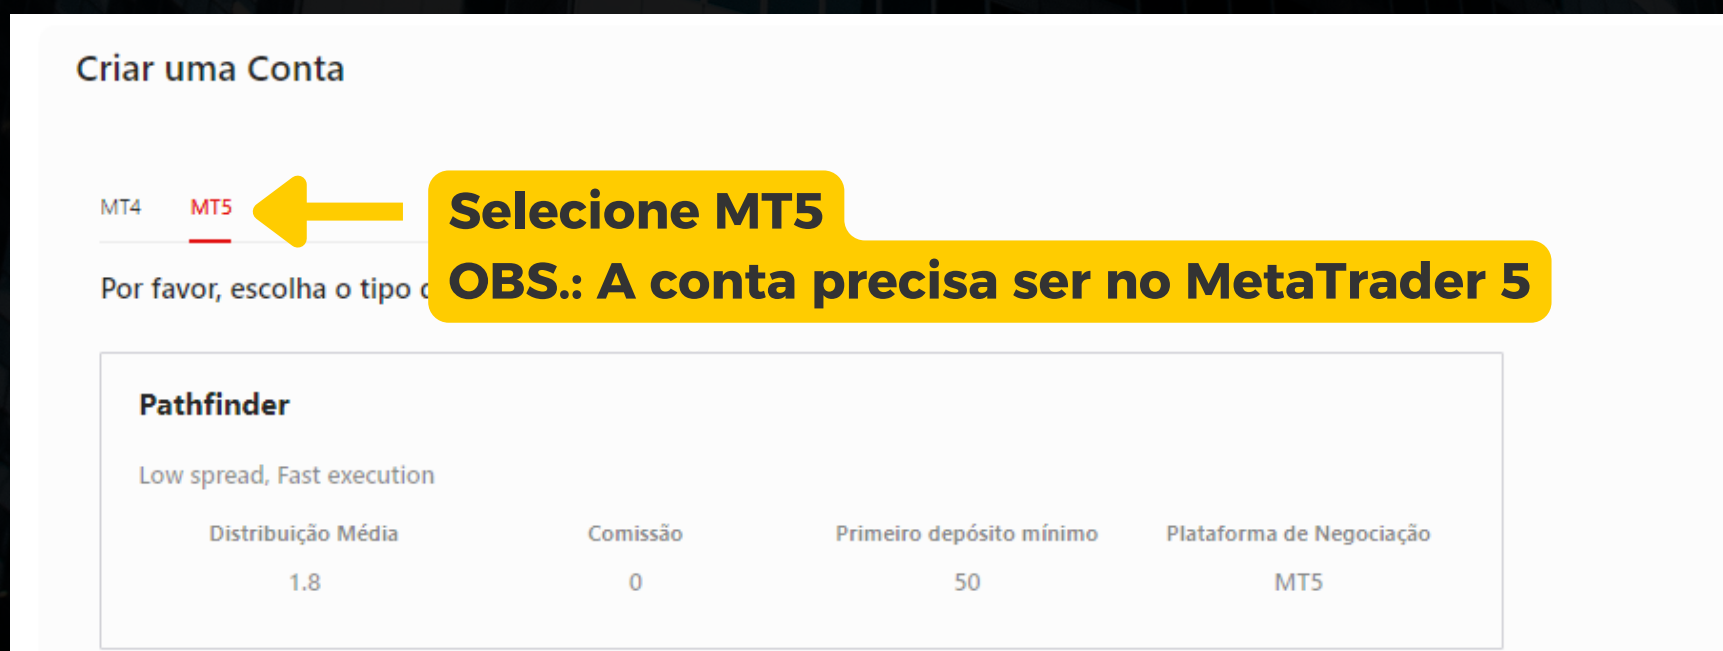 Criar uma Conta
MT4 MT5
Selecione MT5
OBS.: A conta precisa ser no MetaTrader 5
Por favor, escolha o tipo
Pathfinder
Low spread, Fast execution
Distribuição Média Comissão Primeiro depósito mínimo Plataforma de Negociação
1.8 0 50 MT5